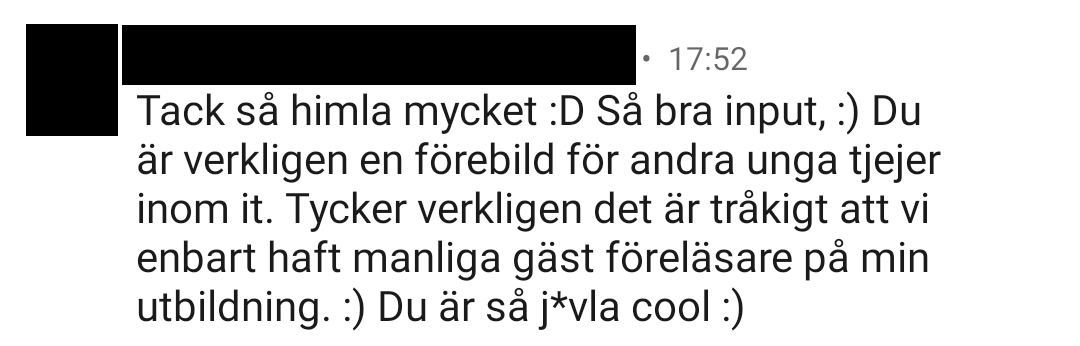 • 17:52
Tack så himla mycket :D Så bra input, :) Du
är verkligen en förebild för andra unga tjejer
inom it. Tycker verkligen det är tråkigt att vi
enbart haft manliga gäst föreläsare på min
utbildning. :) Du är så j*vla cool :)